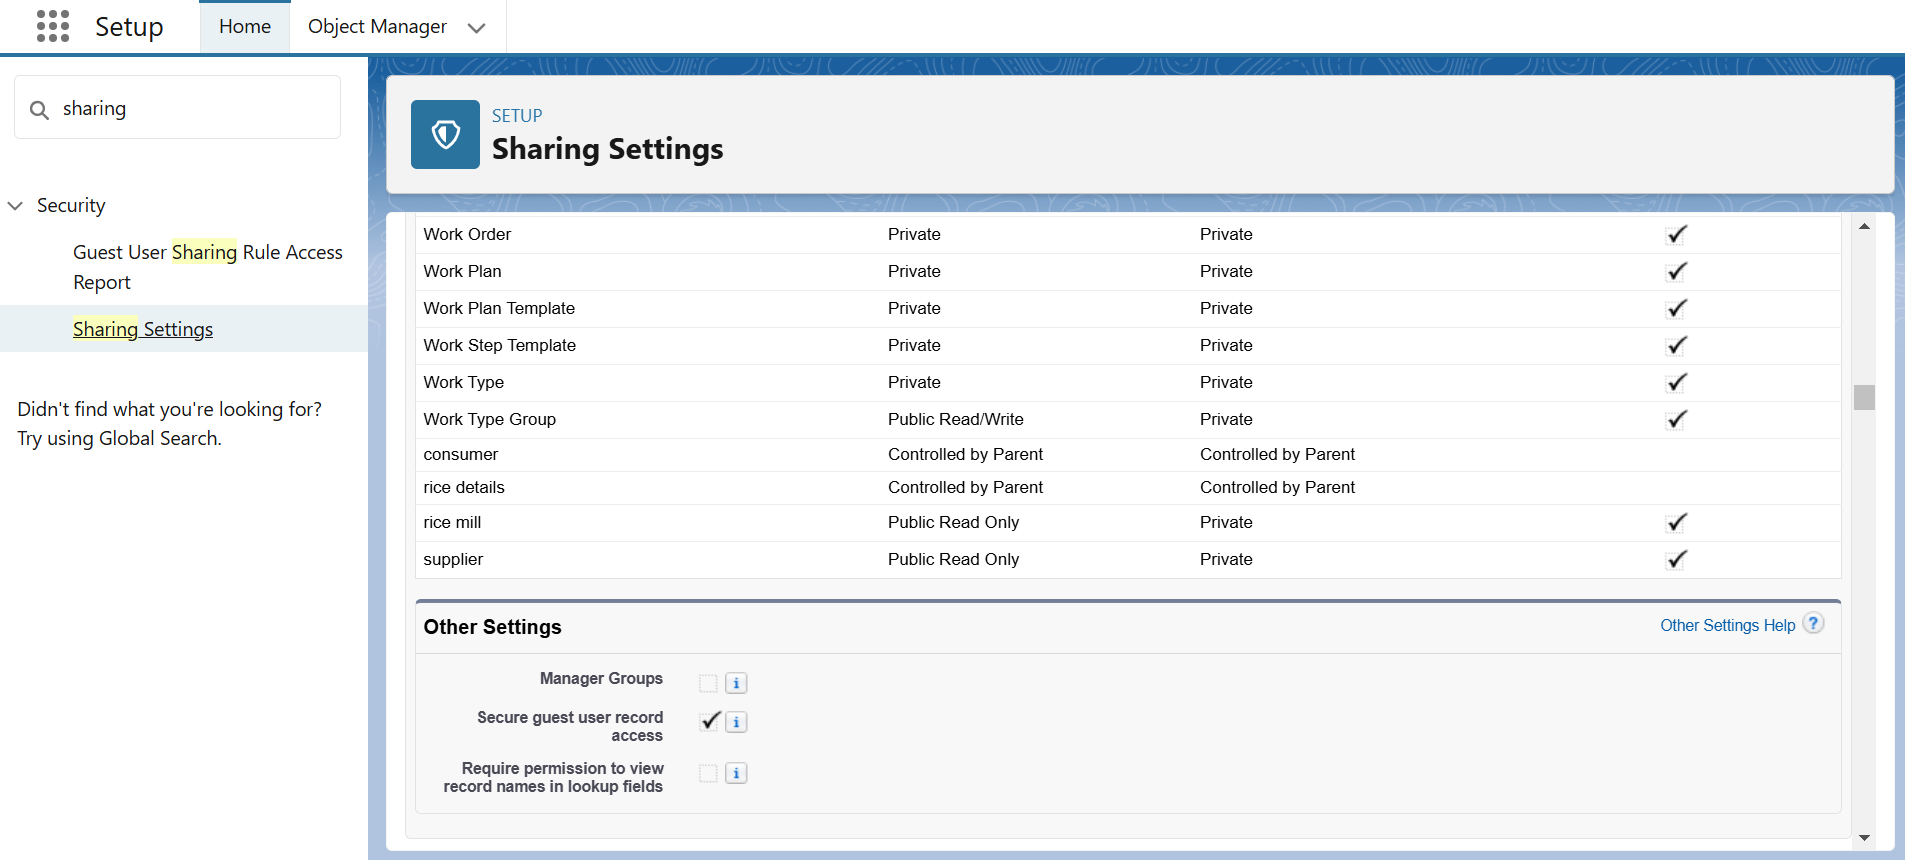 Setup
Home
Object Manager
sharing
Security
Guest User Sharing Rule Access
Report
Sharing Settings
Didn't find what you're looking for?
Try using Global Search.
SETUP
Sharing Settings
Work Order Private Private
Work Plan Private Private
Work Plan Template Private Private
Work Step Template Private Private
Work Type Private Private
Work Type Group Public Read/Write Private
consumer Controlled by Parent Controlled by Parent
rice details Controlled by Parent Controlled by Parent
rice mill Public Read Only Private
supplier Public Read Only Private
Other Settings
Other Settings Help ?
Manager Groups
Secure guest user record
access
Require permission to view
record names in lookup fields